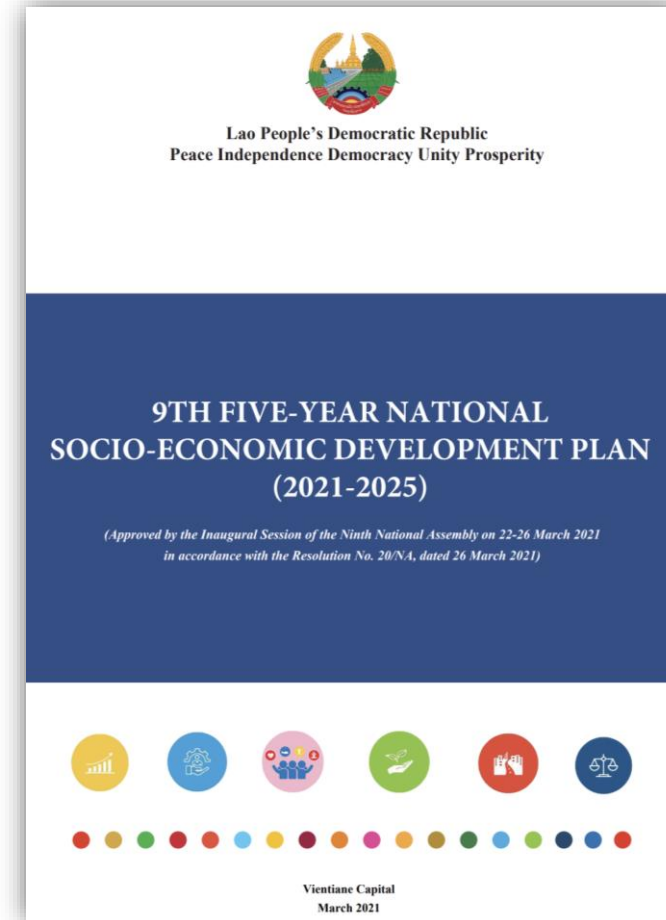 Lao People's Democratic Republic
Peace Independence Democracy Unity Prosperity
9TH FIVE-YEAR NATIONAL
SOCIO-ECONOMIC DEVELOPMENT PLAN
(2021-2025)
(Approved by the Inaugural Session of the Ninth National Assembly on 22-26 March 2021
in accordance with the Resolution No. 20/NA, dated 26 March 2021)
Vientiane Capital
March 2021